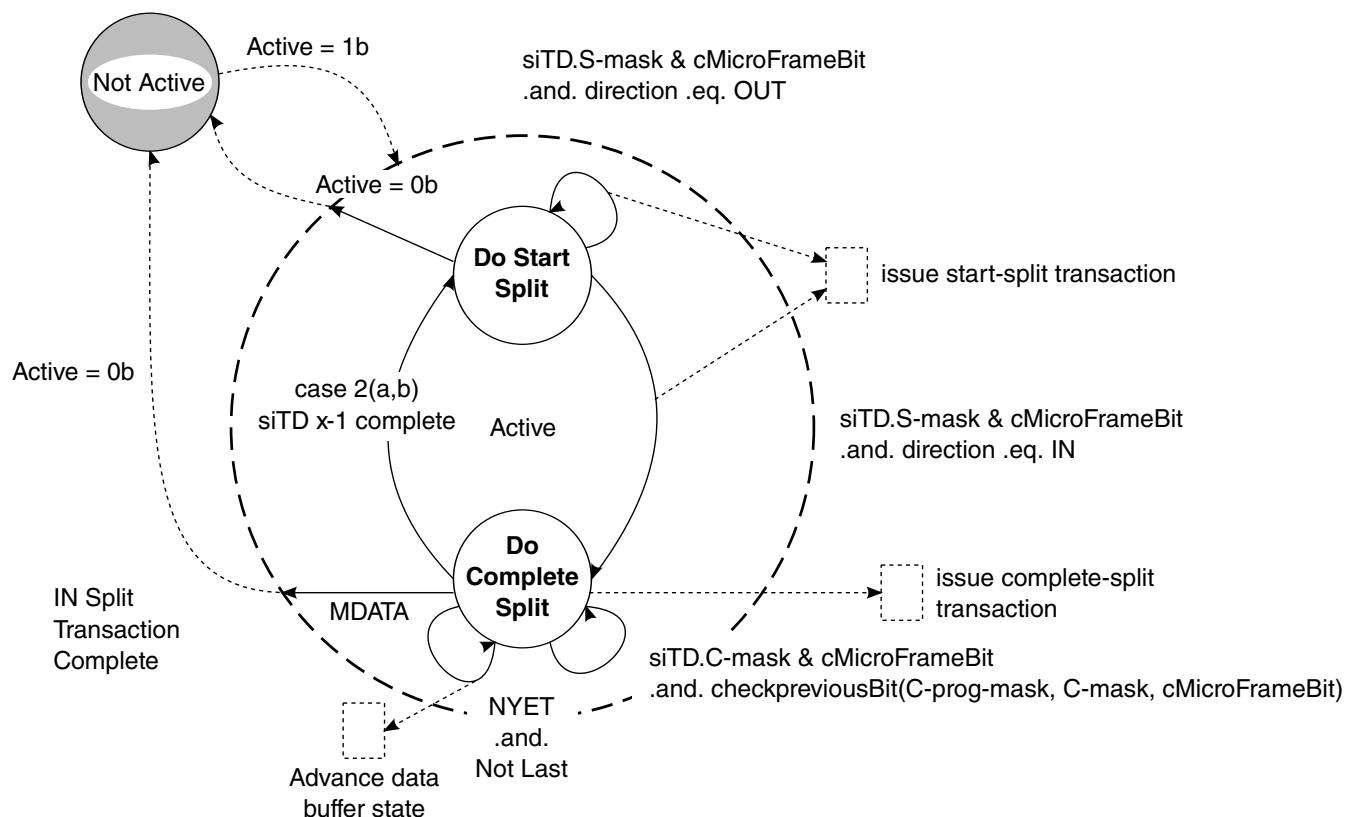 Active = 1b
siTD.S-mask & cMicroFrameBit
.and. direction .eq. OUT
Not Active
Active = 0b
Do Start
Split
issue start-split transaction
Active = 0b
case 2(a,b)
siTD x-1 complete
Active
siTD.S-mask & cMicroFrameBit
.and. direction .eq. IN
Do
Complete
Split
issue complete-split
transaction
IN Split
Transaction
Complete
MDATA
siTD.C-mask & cMicroFrameBit
.and. checkpreviousBit(C-prog-mask, C-mask, cMicroFrameBit)
NYET
.and.
Not Last
Advance data
buffer state